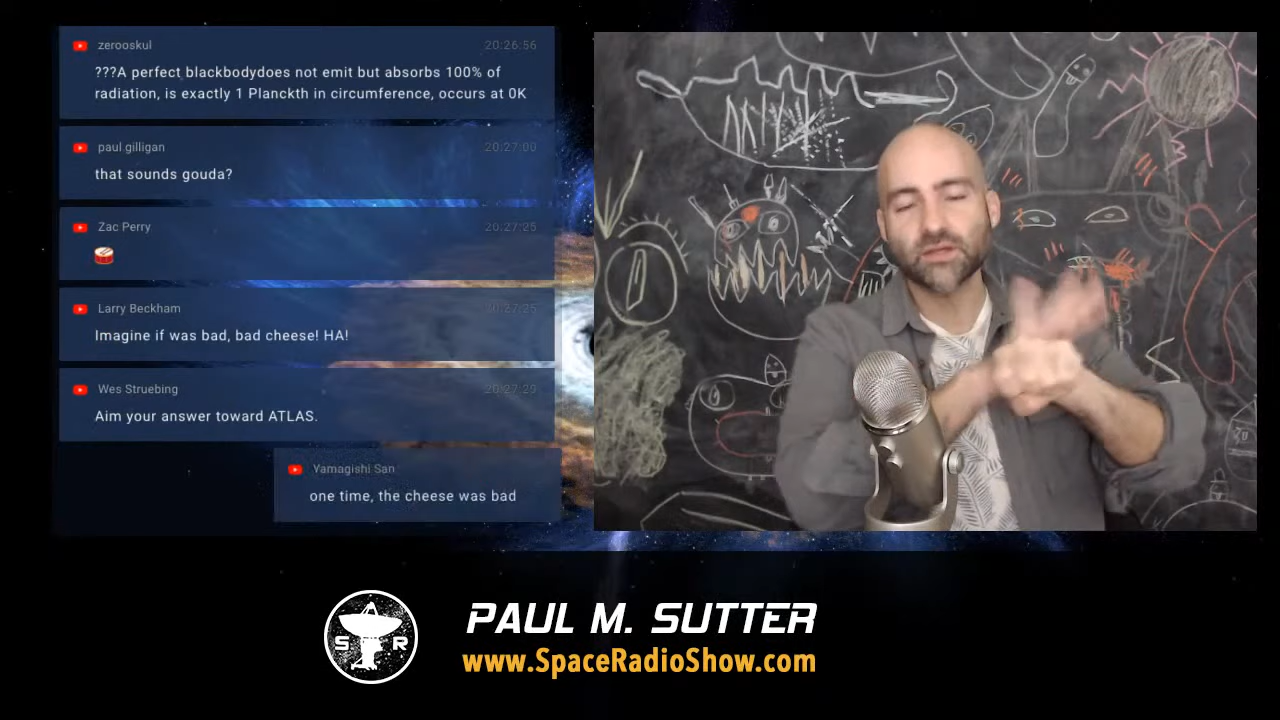 zerooskul 20:26:56
???A perfect blackbodydoes not emit but absorbs 100% of
radiation, is exactly 1 Planckth in circumference, occurs at 0K
paul gilligan 20:27:00
that sounds gouda?
Zac Perry 20:27:25
🥁
Larry Beckham 20:27:25
Imagine if was bad, bad cheese! HA!
Wes Struebing 20:27:29
Aim your answer toward ATLAS.
Yamagishi San
one time, the cheese was bad
S R
PAUL M. SUTTER
www.SpaceRadioShow.com